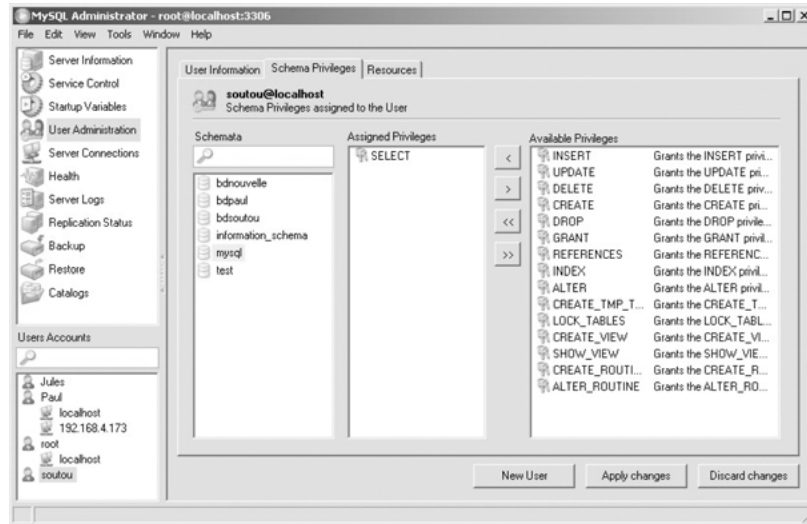 MySQL Administrator - root@localhost:3306
File Edit View Tools Window Help
Server Information
Service Control
Startup Variables
User Administration
Server Connections
Health
Server Logs
Replication Status
Backup
Restore
Catalogs
Users Accounts
Jules
Paul
localhost
192.168.4.173
root
localhost
soutou
User Information Schema Privileges Resources
soutou@localhost
Schema Privileges assigned to the User
Schemata
bdnouvelle
bdpaul
bdsoutou
information_schema
mysql
test
Assigned Privileges
SELECT
<
>
<<
>>
Available Privileges
INSERT Grants the INSERT privi...
UPDATE Grants the UPDATE pri...
DELETE Grants the DELETE priv...
CREATE Grants the CREATE pri...
DROP Grants the DROP privile...
GRANT Grants the GRANT privil...
REFERENCES Grants the REFERENC...
INDEX Grants the INDEX privil...
ALTER Grants the ALTER privil...
CREATE_TMP_T... Grants the CREATE_T...
LOCK_TABLES Grants the LOCK_TABL...
CREATE_VIEW Grants the CREATE_VI...
SHOW_VIEW Grants the SHOW_VIE...
CREATE_ROUTI... Grants the CREATE_R...
ALTER_ROUTINE Grants the ALTER_RO...
New User Apply changes Discard changes